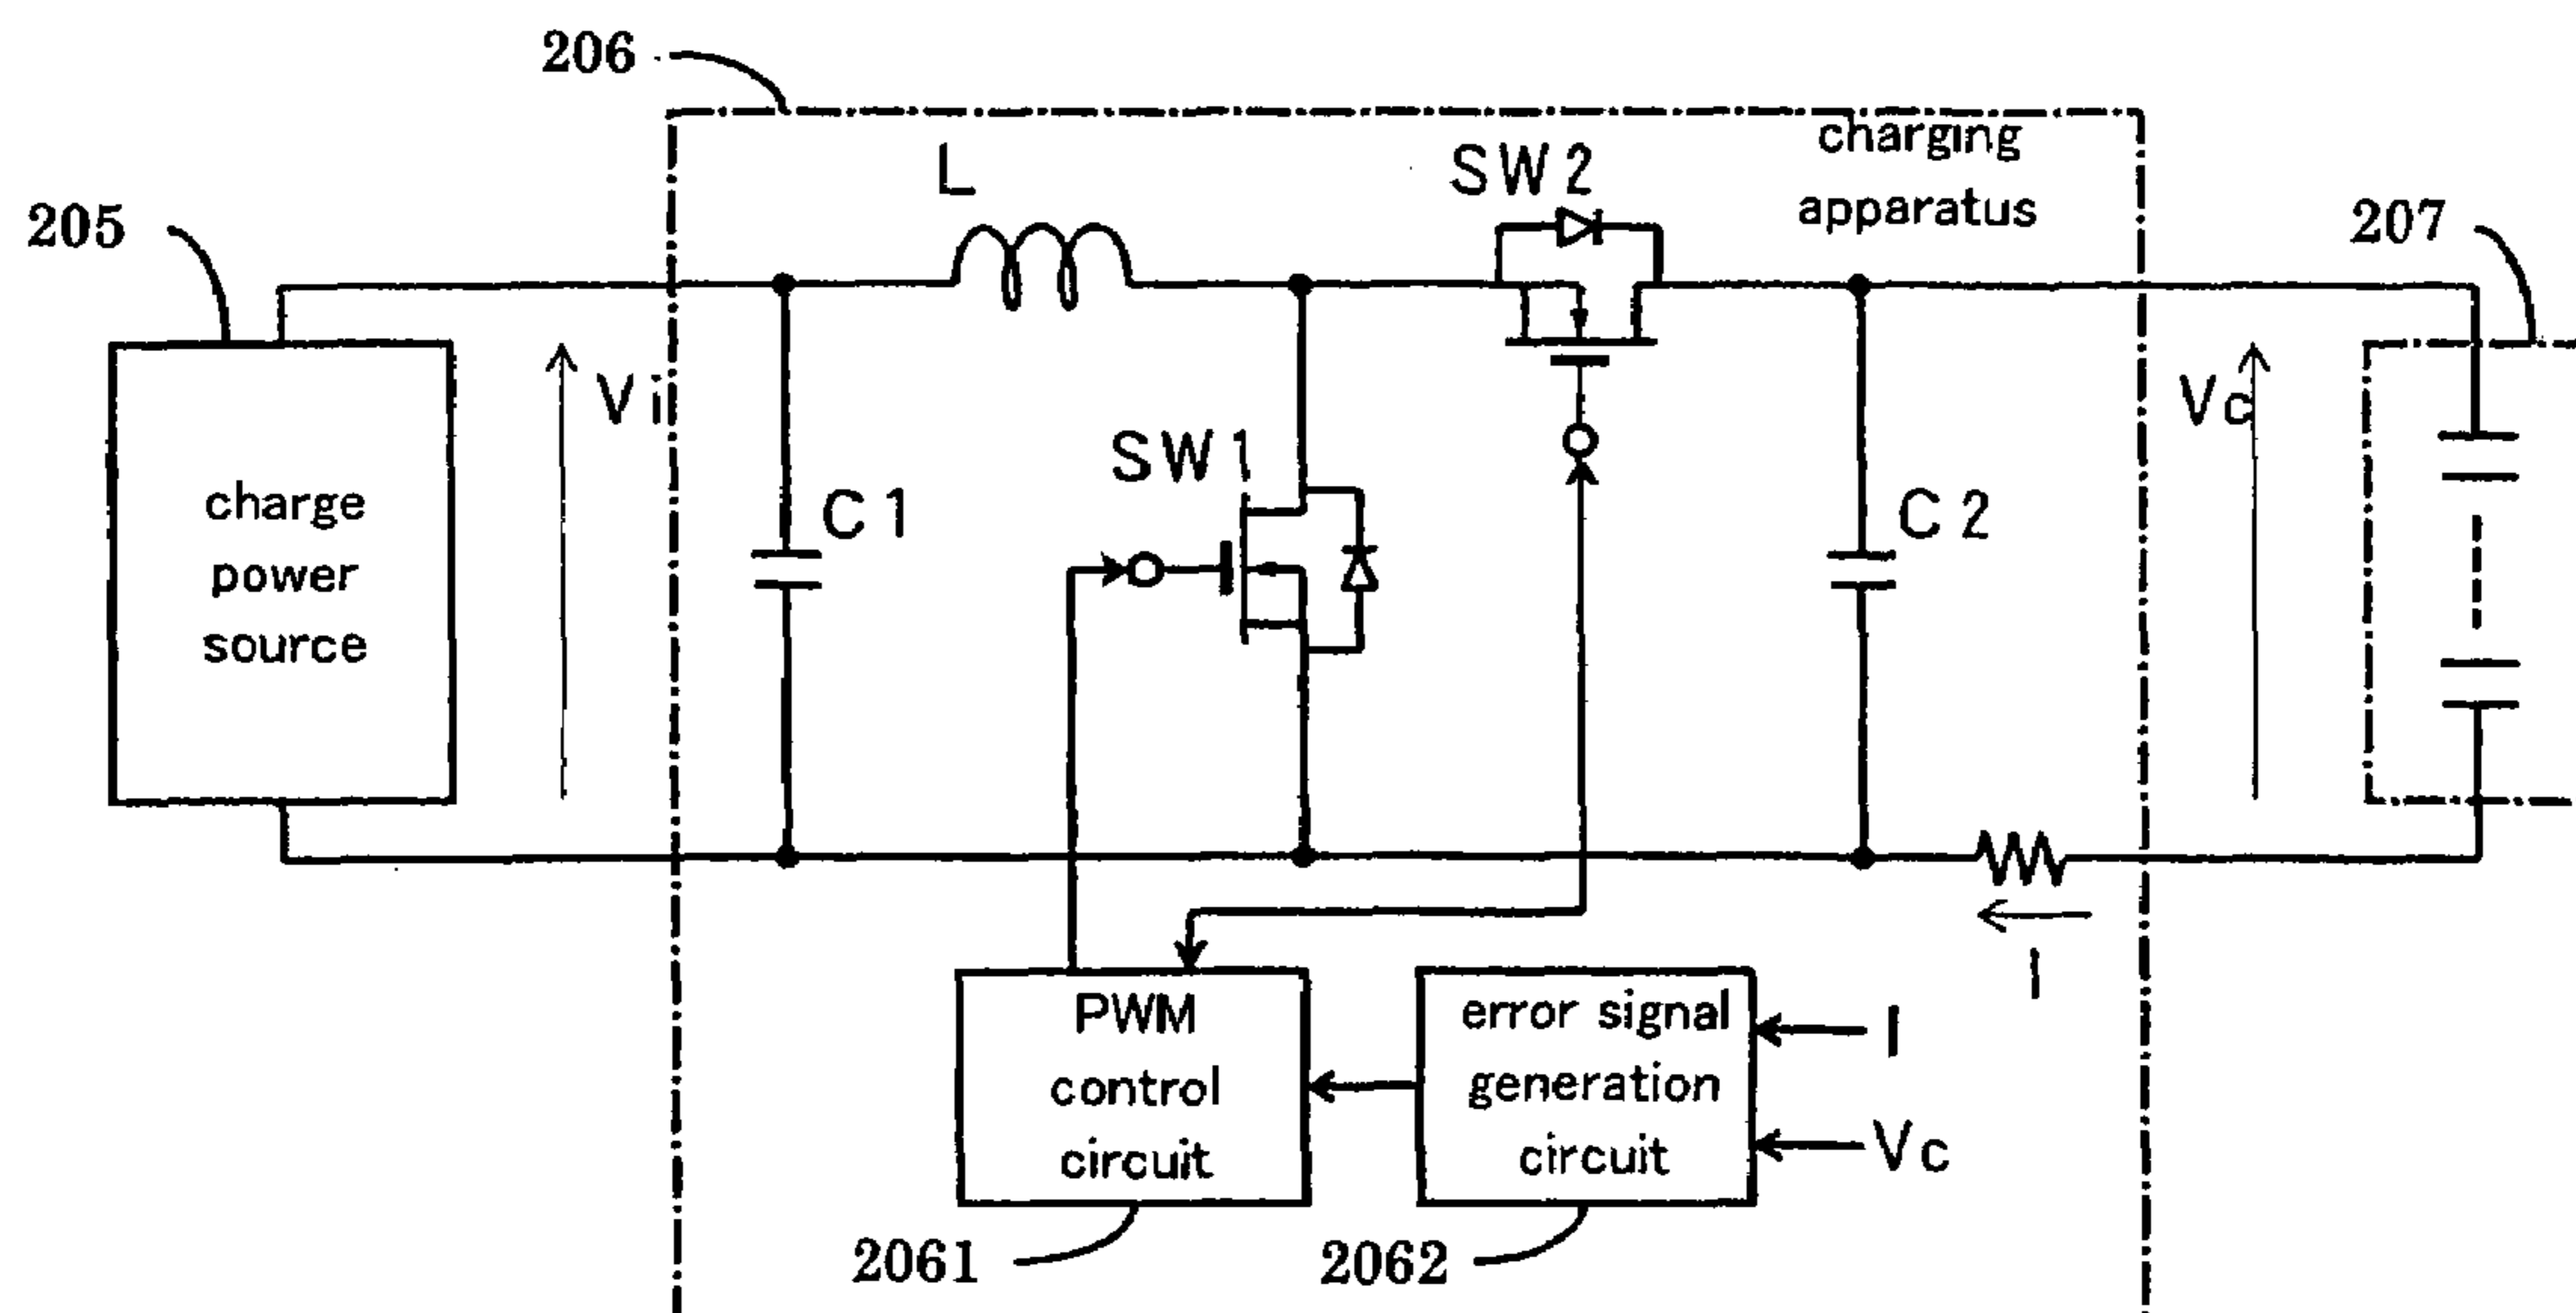 206
charging
apparatus
L
SW2
205
207
Vi
Vc
SW1
C1
C2
charge
power
source
I
PWM
control
circuit
error signal
generation
circuit
I
Vc
2061
2062